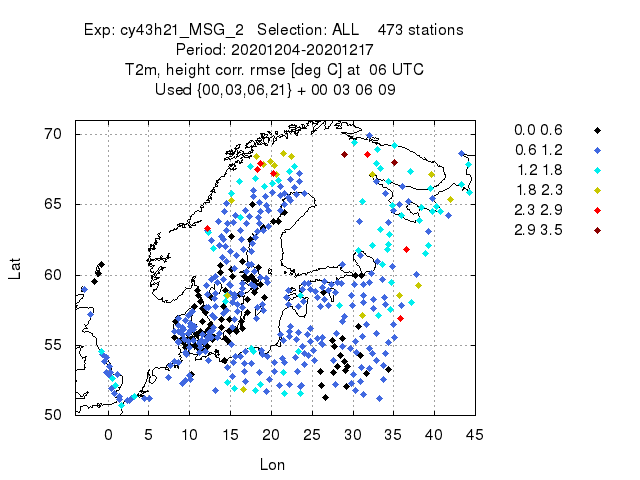 Exp: cy43h21_MSG_2   Selection: ALL    473 stations
Period: 20201204-20201217
T2m, height corr. rmse [deg C] at  06 UTC
Used {00,03,06,21} + 00 03 06 09
0.0 0.6
0.6 1.2
1.2 1.8
1.8 2.3
2.3 2.9
2.9 3.5
70
65
60
55
50
Lat
0 5 10 15 20 25 30 35 40 45
Lon